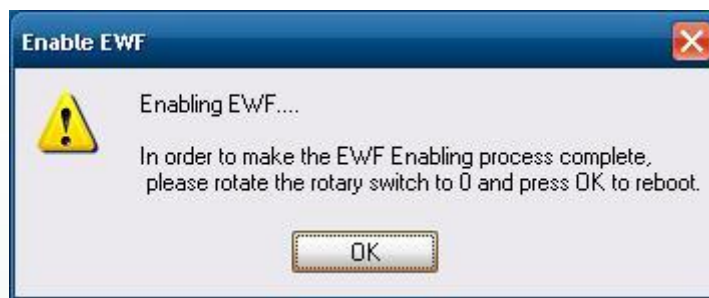 Enable EWF
Enabling EWF....
In order to make the EWF Enabling process complete,
please rotate the rotary switch to 0 and press OK to reboot.
OK